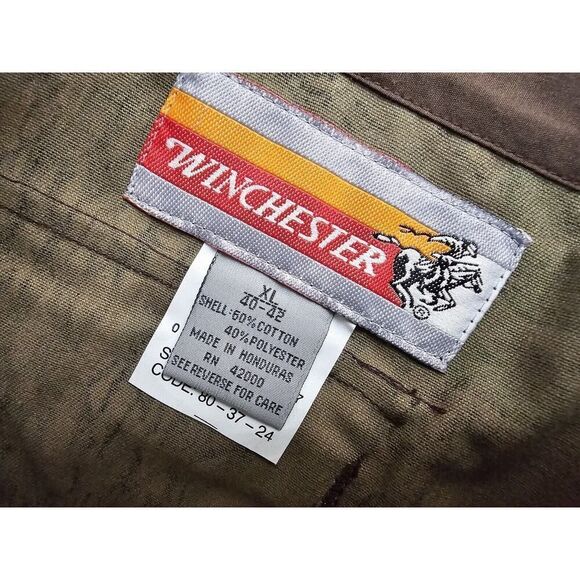 WINCHESTER
®
XL
40-42
SHELL: 60% COTTON
40% POLYESTER
MADE IN HONDURAS
RN 42000
SEE REVERSE FOR CARE
CODE: 80-37-24